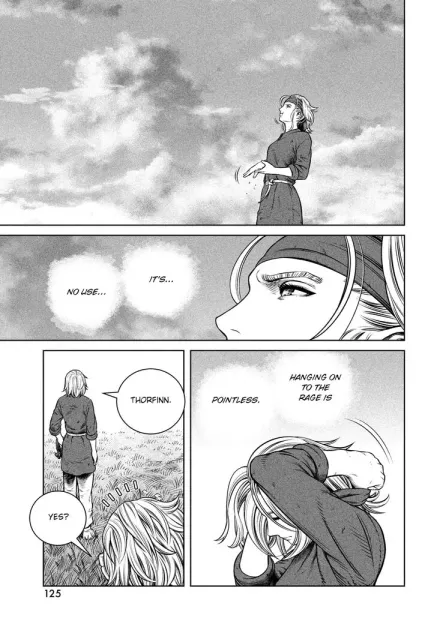 IT'S...
NO USE...
HANGING ON
TO THE
RAGE IS
POINTLESS.
THORFINN.
YES?
125